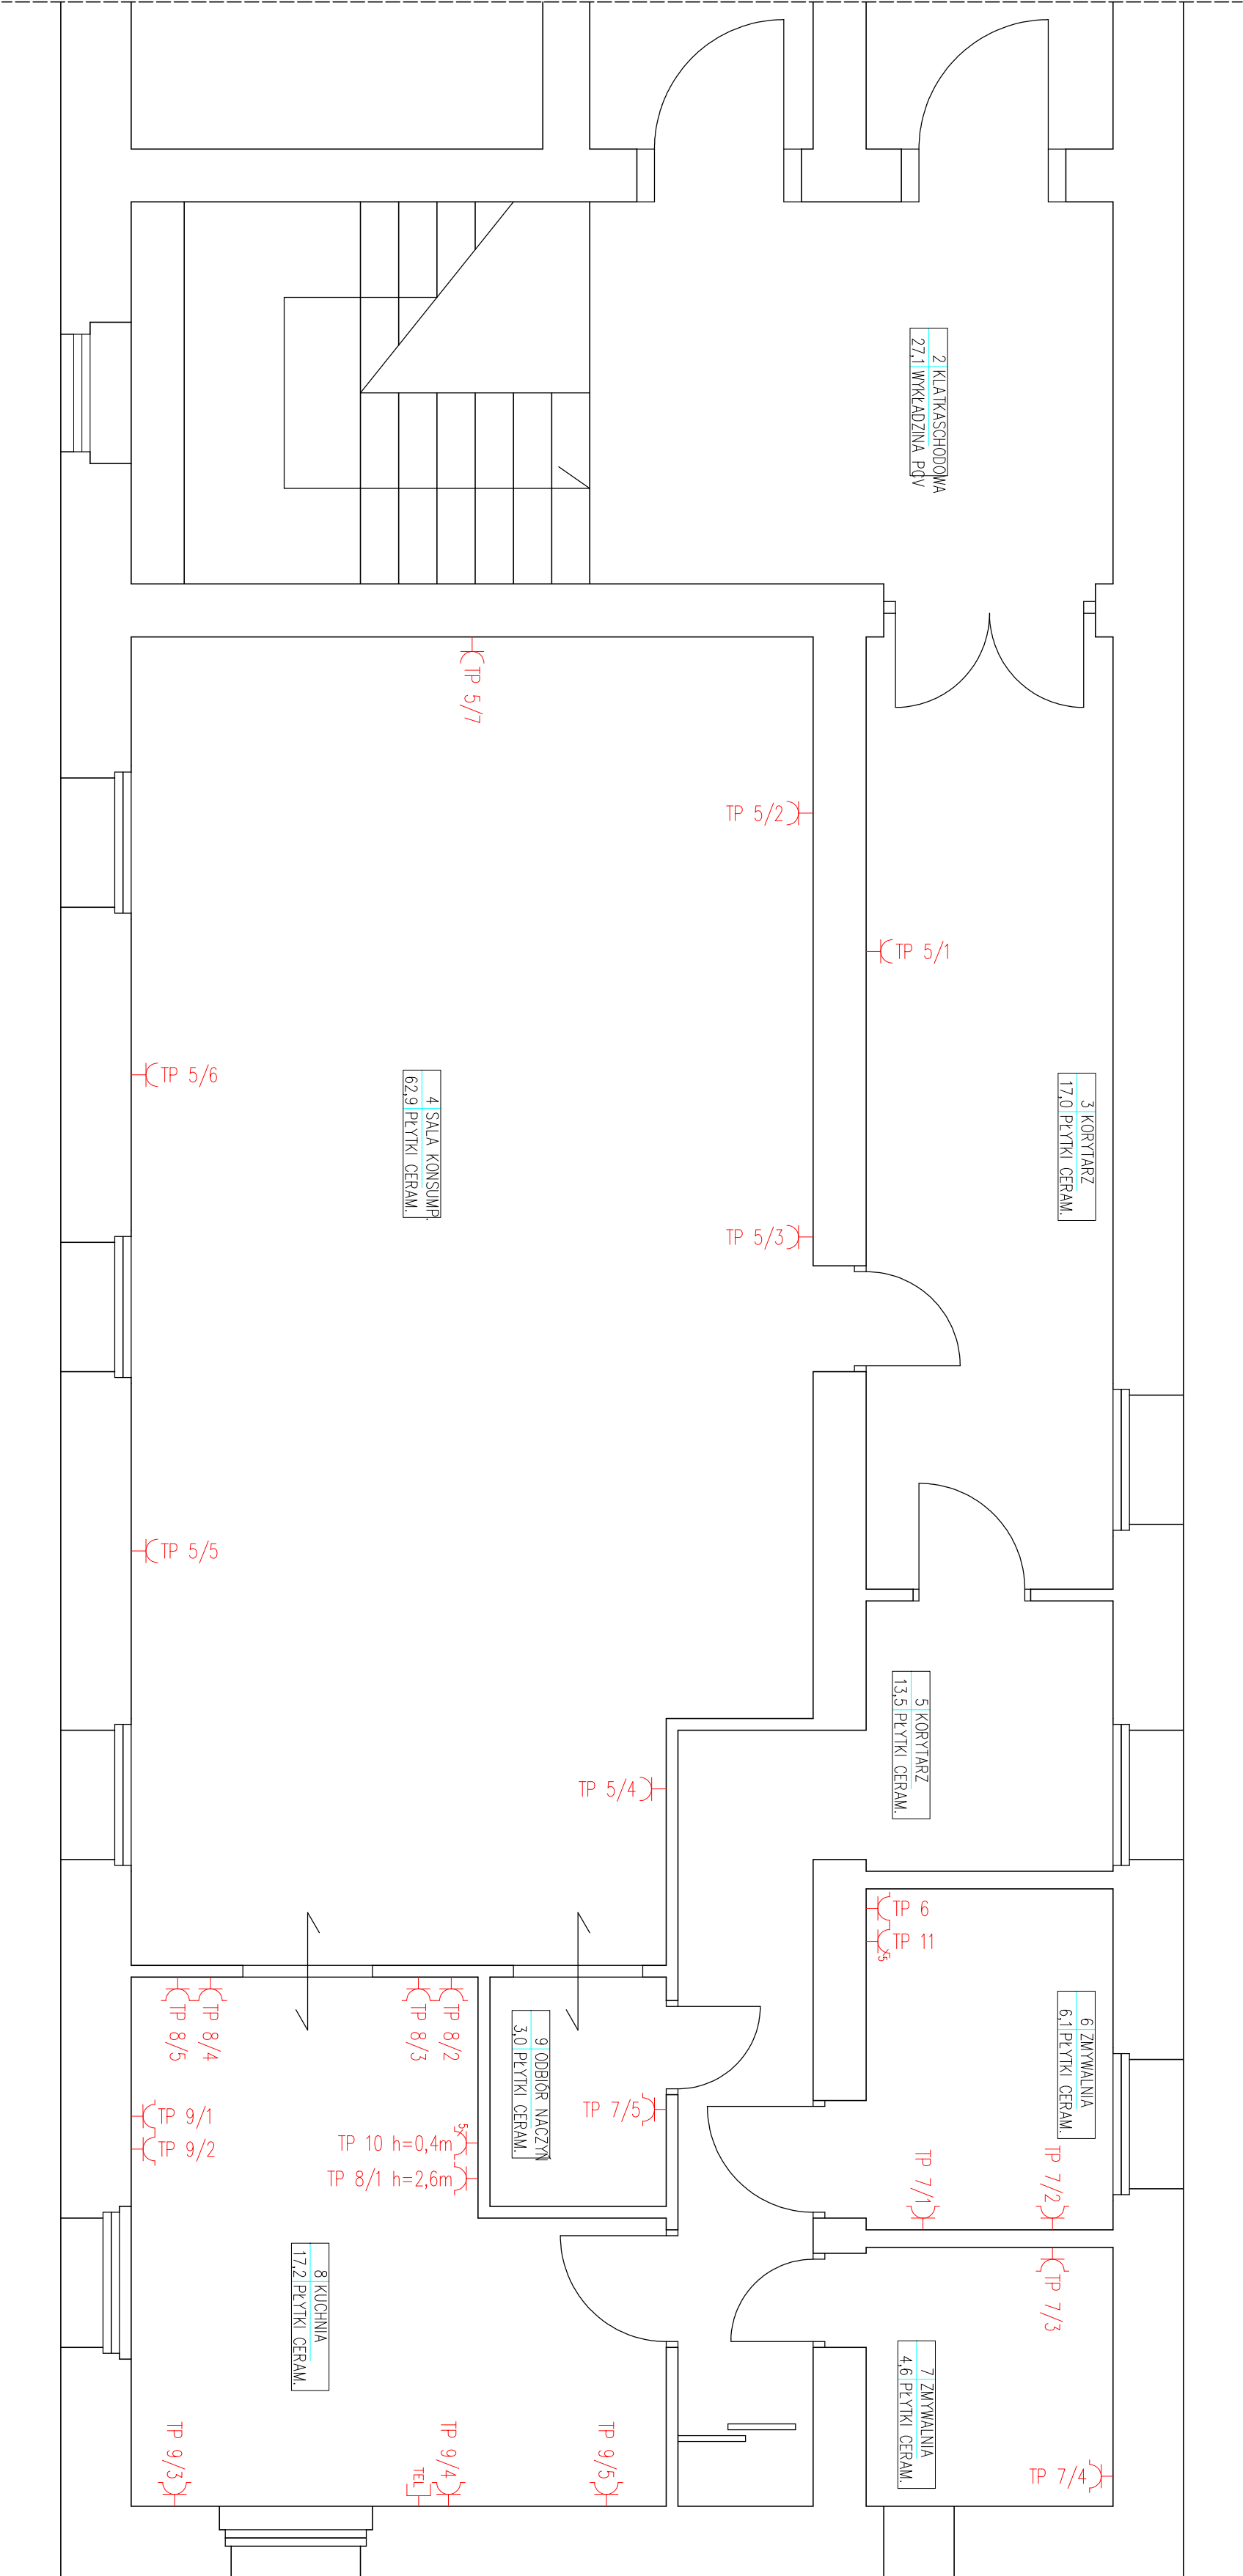 2 KLATKASCHODOWA
27,1 WYKŁADZINA PCV
TP 5/7
TP 5/2
TP 5/1
TP 5/6
3 KORYTARZ
17,0 PŁYTKI CERAM.
4 SALA KONSUMP.
62,9 PŁYTKI CERAM.
TP 5/3
TP 5/5
5 KORYTARZ
13,5 PŁYTKI CERAM.
TP 5/4
TP 6
TP 11
x5
6 ZMYWALNIA
6,1 PŁYTKI CERAM.
TP 8/5
TP 8/4
TP 8/3
TP 8/2
9 ODBIÓR NACZYŃ
3,0 PŁYTKI CERAM.
TP 7/5
TP 9/1
TP 9/2
5x
TP 10 h=0,4m
TP 8/1 h=2,6m
TP 7/1
TP 7/2
8 KUCHNIA
17,2 PŁYTKI CERAM.
TP 7/3
7 ZMYWALNIA
4,6 PŁYTKI CERAM.
TP 9/3
TEL
TP 9/4
TP 9/5
TP 7/4